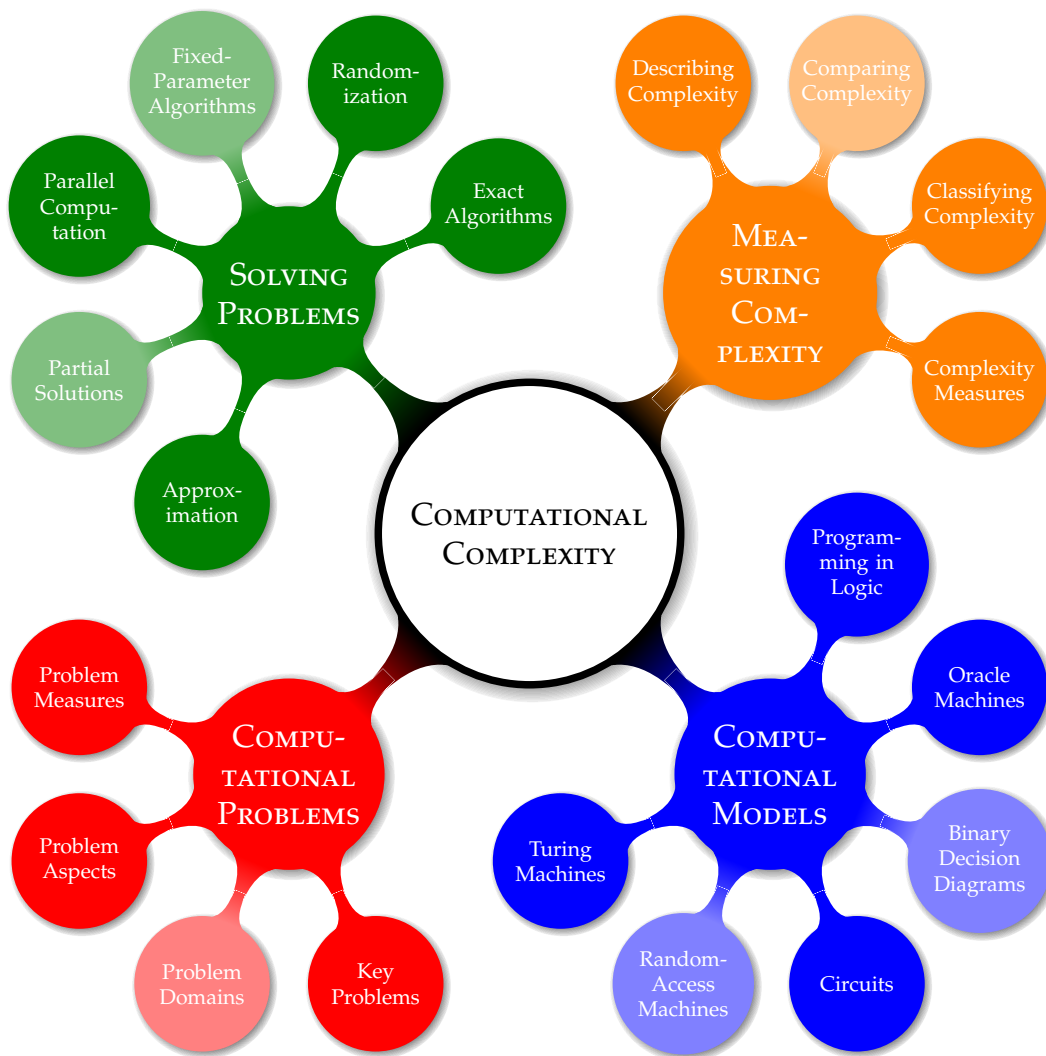 Fixed-
Parameter
Algorithms
Random-
ization
Parallel
Compu-
tation
Exact
Algorithms
Solving
Problems
Partial
Solutions
Approx-
imation
Describing
Complexity
Comparing
Complexity
Classifying
Complexity
Mea-
suring
Com-
plexity
Complexity
Measures
Computational
Complexity
Problem
Measures
Compu-
tational
Problems
Problem
Aspects
Problem
Domains
Key
Problems
Program-
ming in
Logic
Oracle
Machines
Compu-
tational
Models
Turing
Machines
Binary
Decision
Diagrams
Random-
Access
Machines
Circuits